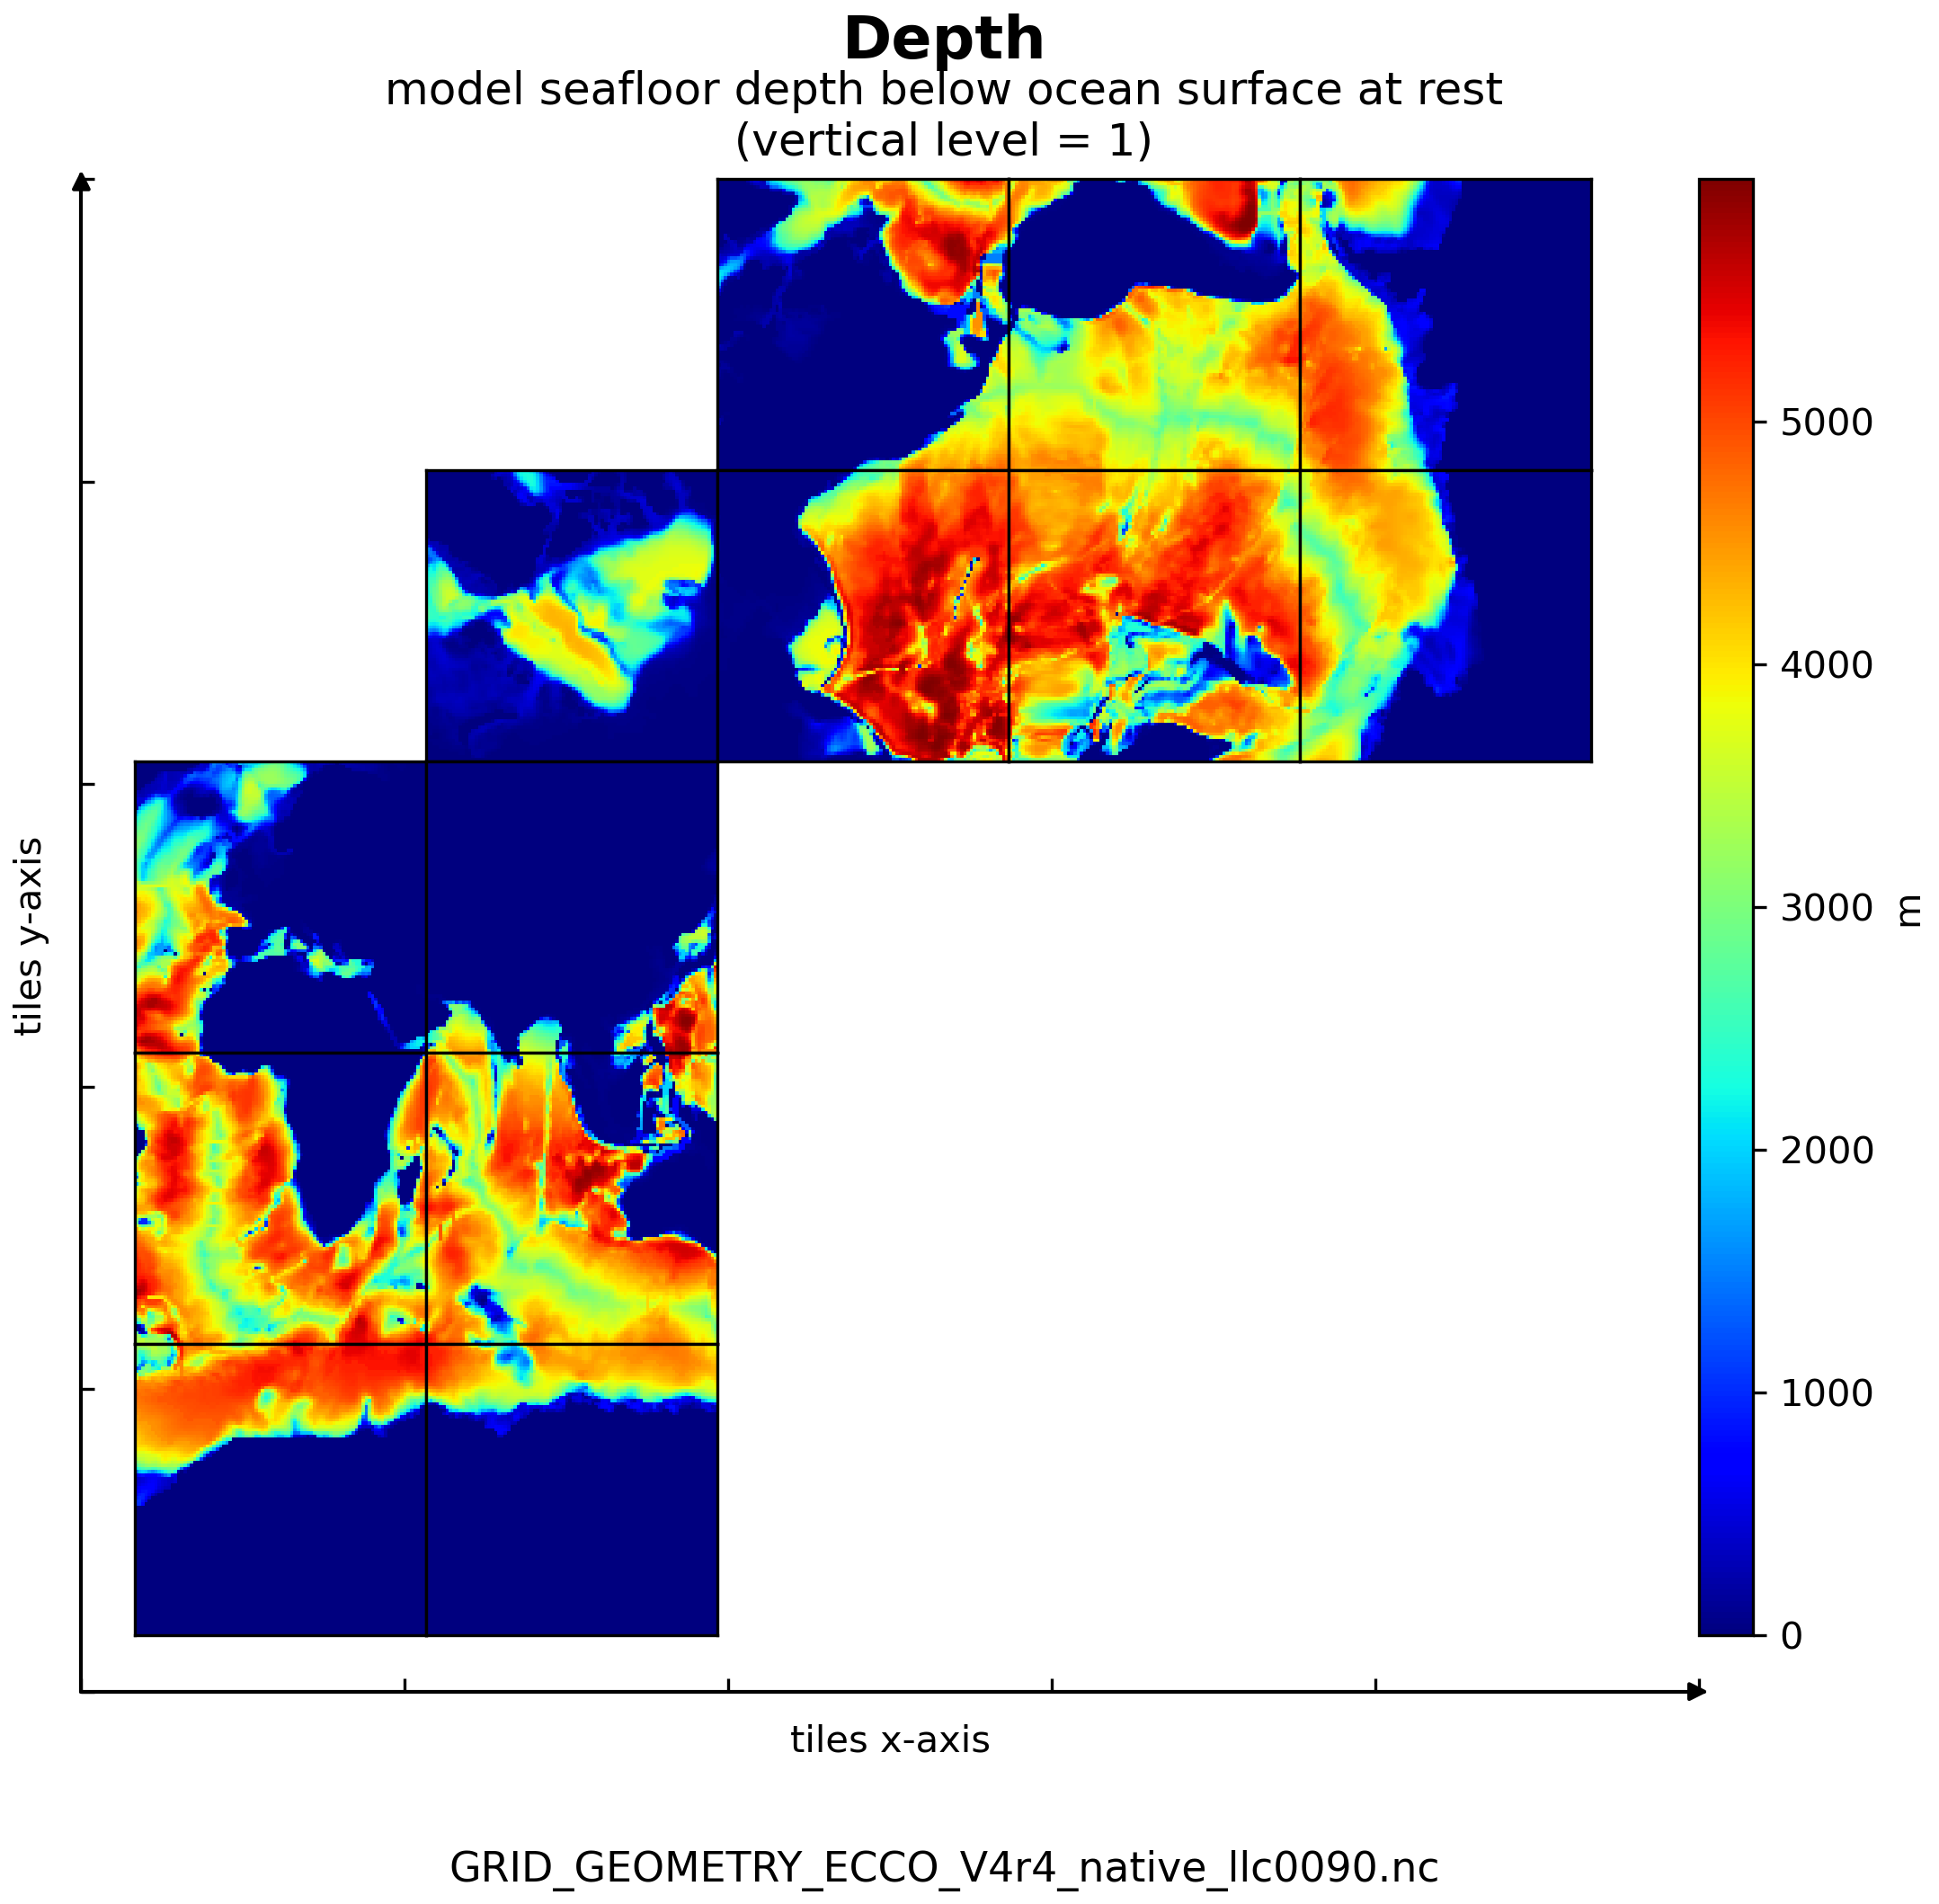 Depth
model seafloor depth below ocean surface at rest
(vertical level = 1)
5000
4000
3000
2000
1000
0
m
tiles y-axis
tiles x-axis
GRID_GEOMETRY_ECCO_V4r4_native_llc0090.nc